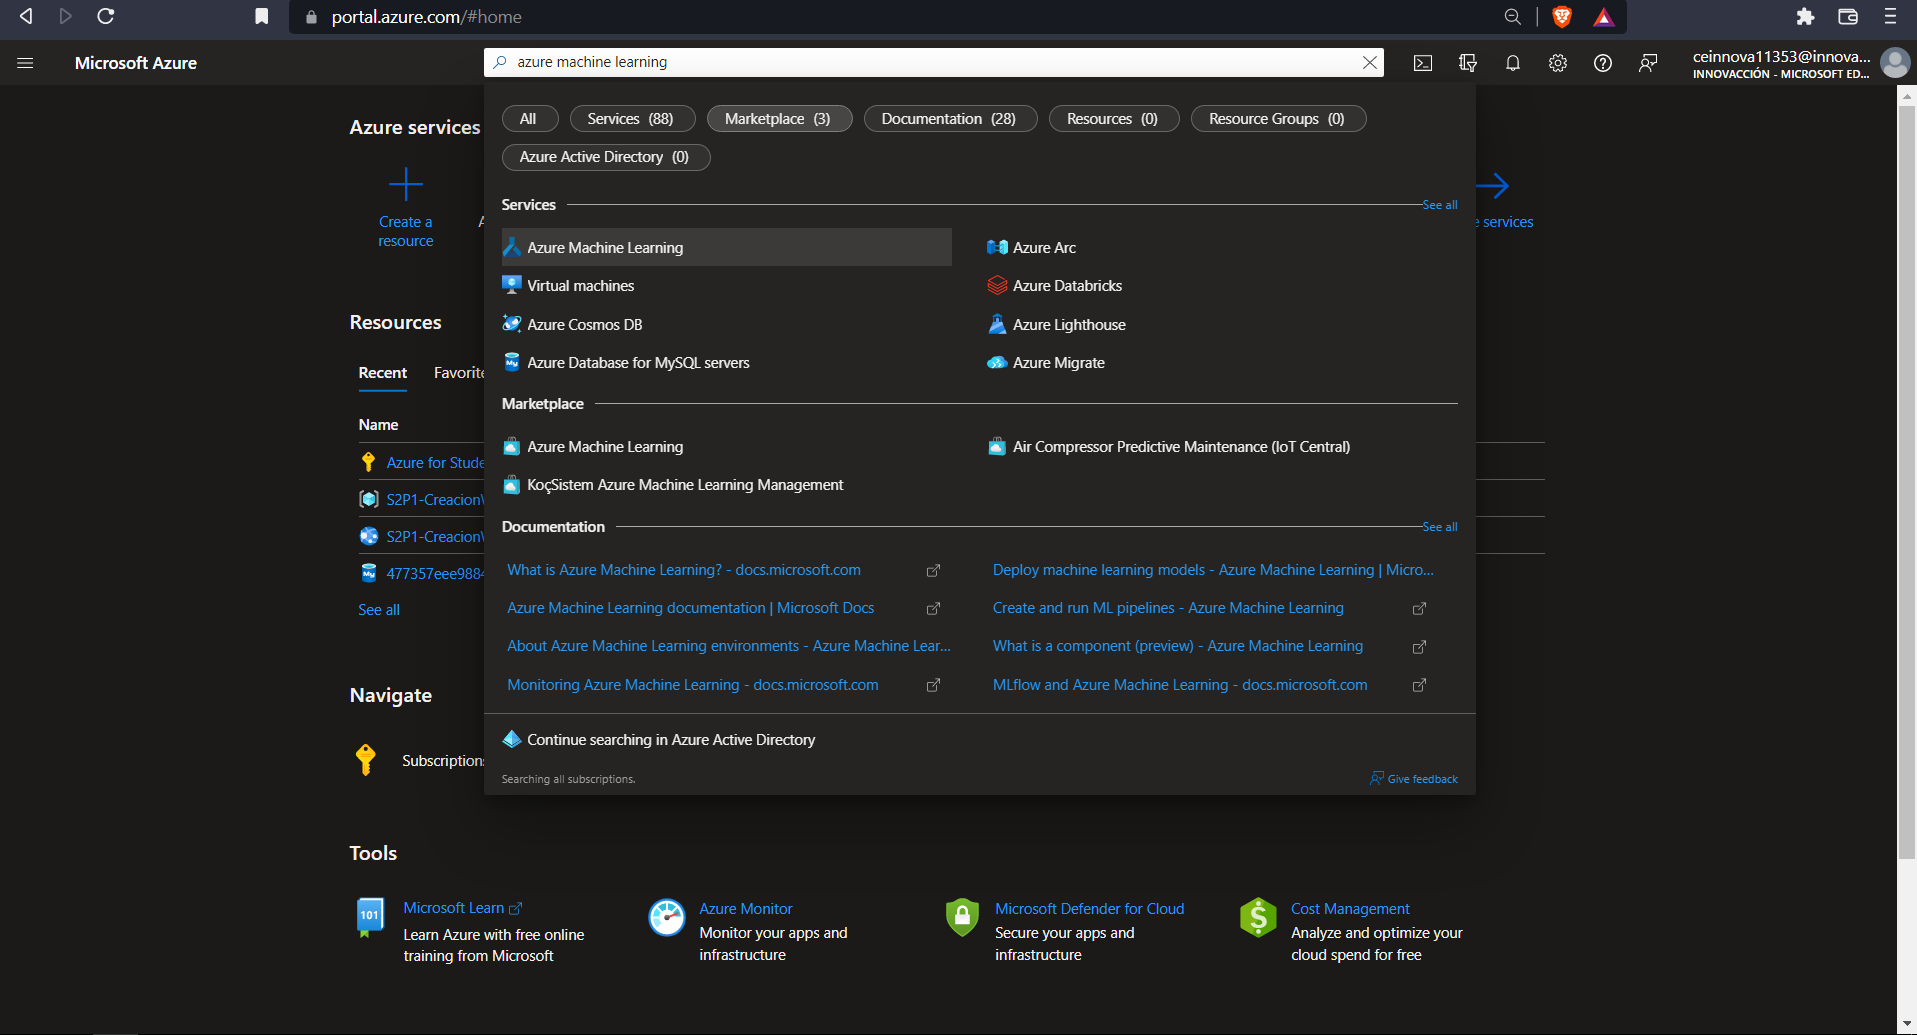 portal.azure.com/#home
Microsoft Azure
azure machine learning
ceinnova11353@innova...
INNOVACCIÓN - MICROSOFT ED...
All
Services (88)
Marketplace (3)
Documentation (28)
Resources (0)
Resource Groups (0)
Azure Active Directory (0)
Azure services
Create a
resource
A
e services
Services
See all
Azure Machine Learning
Azure Arc
Virtual machines
Azure Databricks
Azure Cosmos DB
Azure Lighthouse
Azure Database for MySQL servers
Azure Migrate
Marketplace
Azure Machine Learning
Air Compressor Predictive Maintenance (IoT Central)
KoçSistem Azure Machine Learning Management
Documentation
See all
What is Azure Machine Learning? - docs.microsoft.com
Deploy machine learning models - Azure Machine Learning | Micro...
Azure Machine Learning documentation | Microsoft Docs
Create and run ML pipelines - Azure Machine Learning
About Azure Machine Learning environments - Azure Machine Lear...
What is a component (preview) - Azure Machine Learning
Monitoring Azure Machine Learning - docs.microsoft.com
MLflow and Azure Machine Learning - docs.microsoft.com
Continue searching in Azure Active Directory
Searching all subscriptions.
Give feedback
Resources
Recent
Favorite
Name
Azure for Stude
S2P1-Creacion
S2P1-Creacion
477357eee9884
See all
Navigate
Subscriptions
Tools
101
Microsoft Learn
Learn Azure with free online
training from Microsoft
Azure Monitor
Monitor your apps and
infrastructure
Microsoft Defender for Cloud
Secure your apps and
infrastructure
$
Cost Management
Analyze and optimize your
cloud spend for free